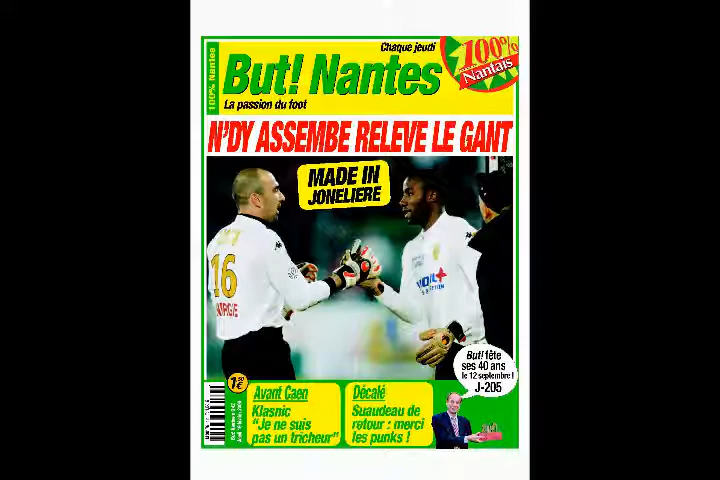 Chaque jeudi
100%
Nantais
100% Nantes
But! Nantes
La passion du foot
N'DY ASSEMBE RELEVE LE GANT
MADE IN
JONELIERE
16
But! fête
ses 40 ans
le 12 septembre !
J-205
1€50
Avant Caen
Klasnic
"Je ne suis
pas un tricheur"
Décalé
Suaudeau de
retour : merci
les punks !